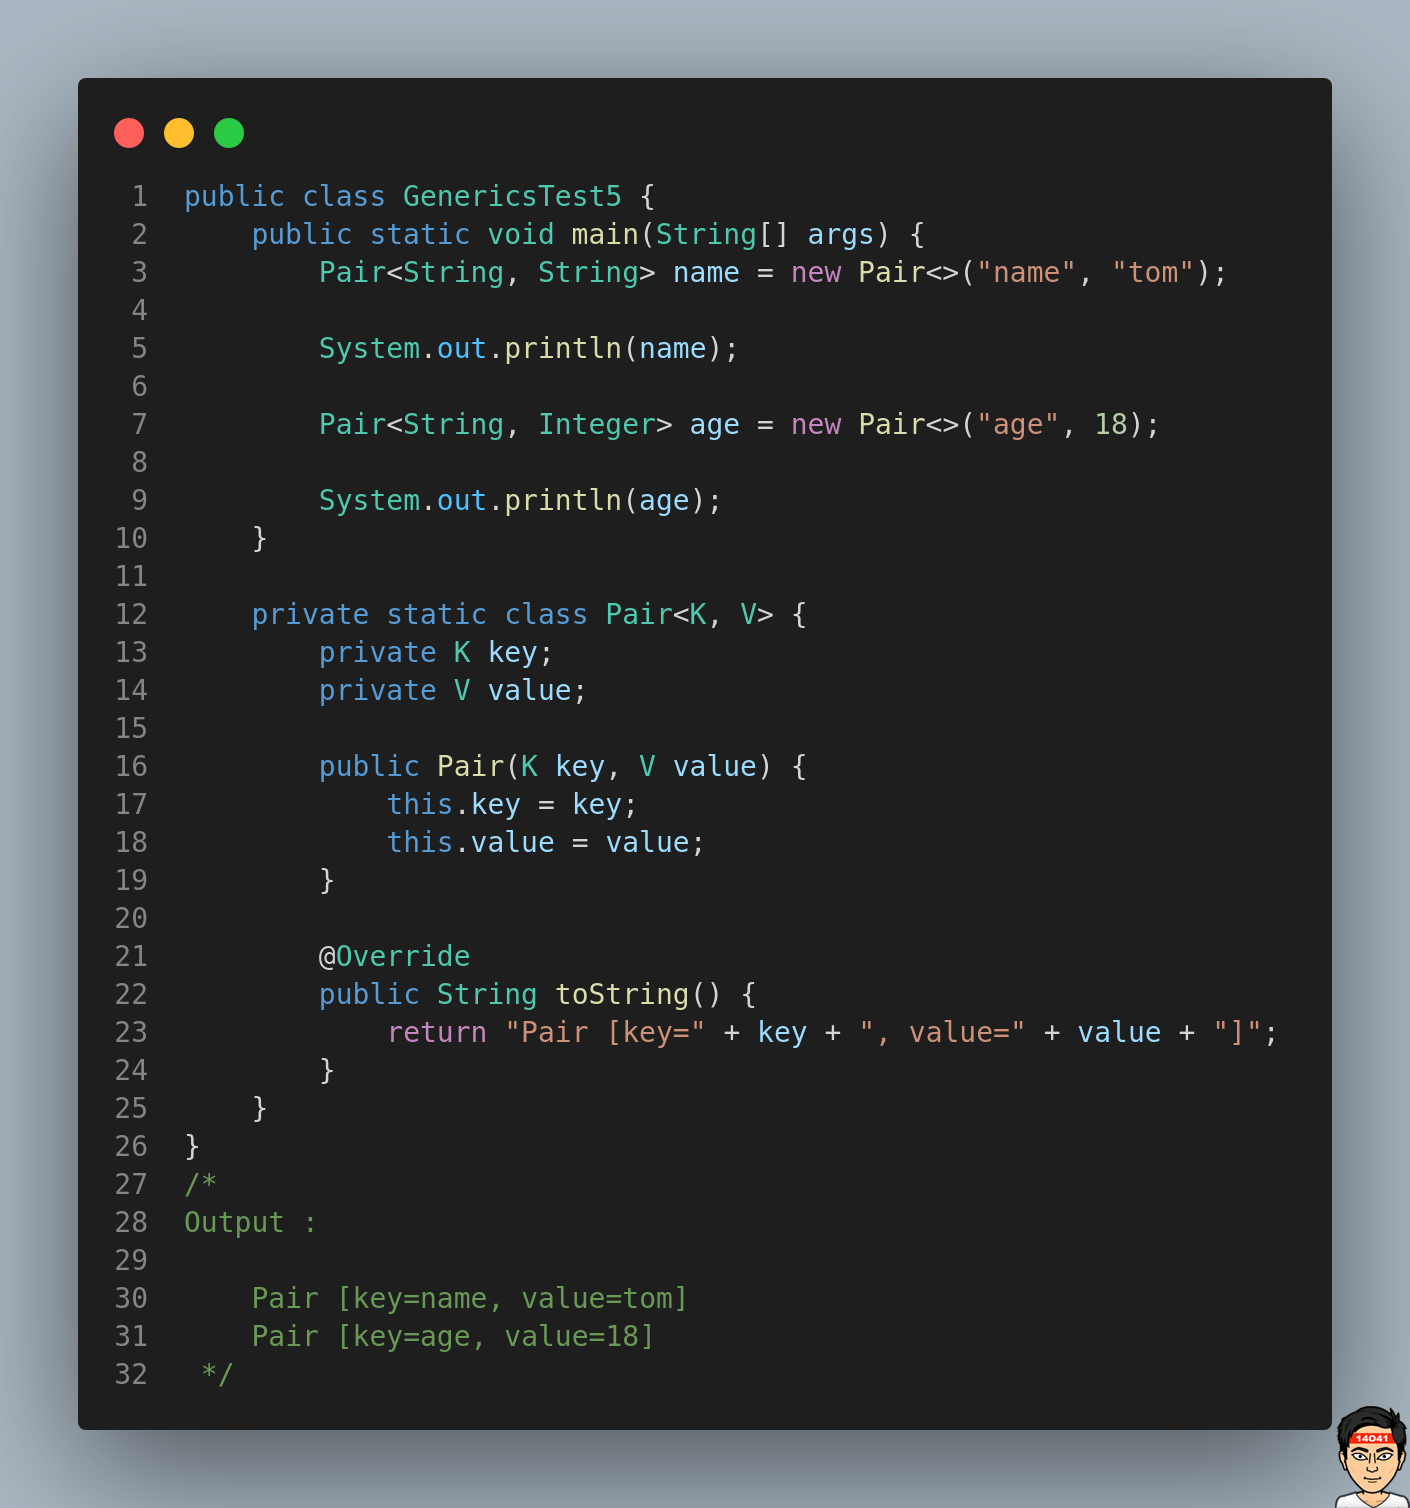 1 public class GenericsTest5 {
2     public static void main(String[] args) {
3         Pair<String, String> name = new Pair<>("name", "tom");
4
5         System.out.println(name);
6
7         Pair<String, Integer> age = new Pair<>("age", 18);
8
9         System.out.println(age);
10     }
11
12     private static class Pair<K, V> {
13         private K key;
14         private V value;
15
16         public Pair(K key, V value) {
17             this.key = key;
18             this.value = value;
19         }
20
21         @Override
22         public String toString() {
23             return "Pair [key=" + key + ", value=" + value + "]";
24         }
25     }
26 }
27 /*
28 Output :
29
30     Pair [key=name, value=tom]
31     Pair [key=age, value=18]
32  */
14041